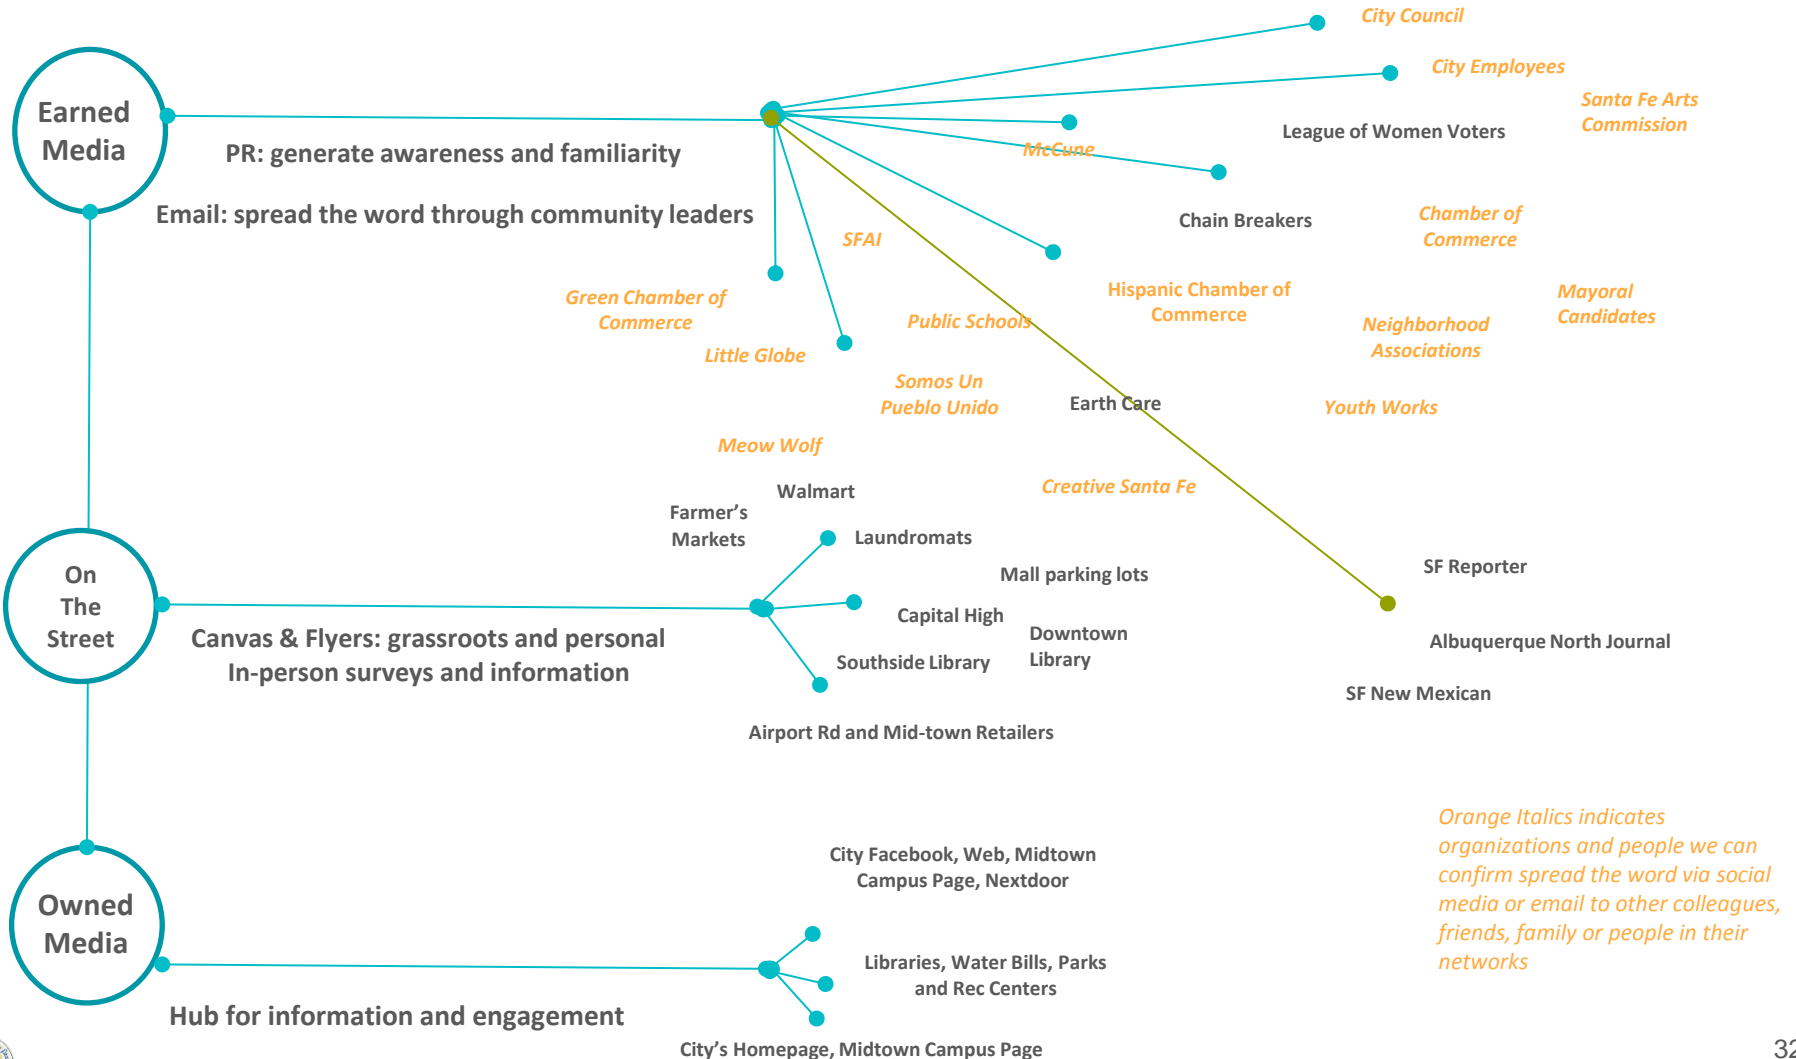 City Council
City Employees
Earned
Media
Santa Fe Arts
Commission
League of Women Voters
PR: generate awareness and familiarity
McCune
Email: spread the word through community leaders
Chain Breakers
Chamber of
Commerce
SFAI
Green Chamber of
Commerce
Hispanic Chamber of
Commerce
Mayoral
Candidates
Public Schools
Neighborhood
Associations
Little Globe
Somos Un
Pueblo Unido
Earth Care
Youth Works
Meow Wolf
Creative Santa Fe
Walmart
Farmer’s
Markets
Laundromats
Mall parking lots
SF Reporter
On
The
Street
Capital High
Downtown
Library
Canvas & Flyers: grassroots and personal
In-person surveys and information
Southside Library
Albuquerque North Journal
SF New Mexican
Airport Rd and Mid-town Retailers
Orange Italics indicates
organizations and people we can
confirm spread the word via social
media or email to other colleagues,
friends, family or people in their
networks
City Facebook, Web, Midtown
Campus Page, Nextdoor
Owned
Media
Libraries, Water Bills, Parks
and Rec Centers
Hub for information and engagement
City’s Homepage, Midtown Campus Page
32